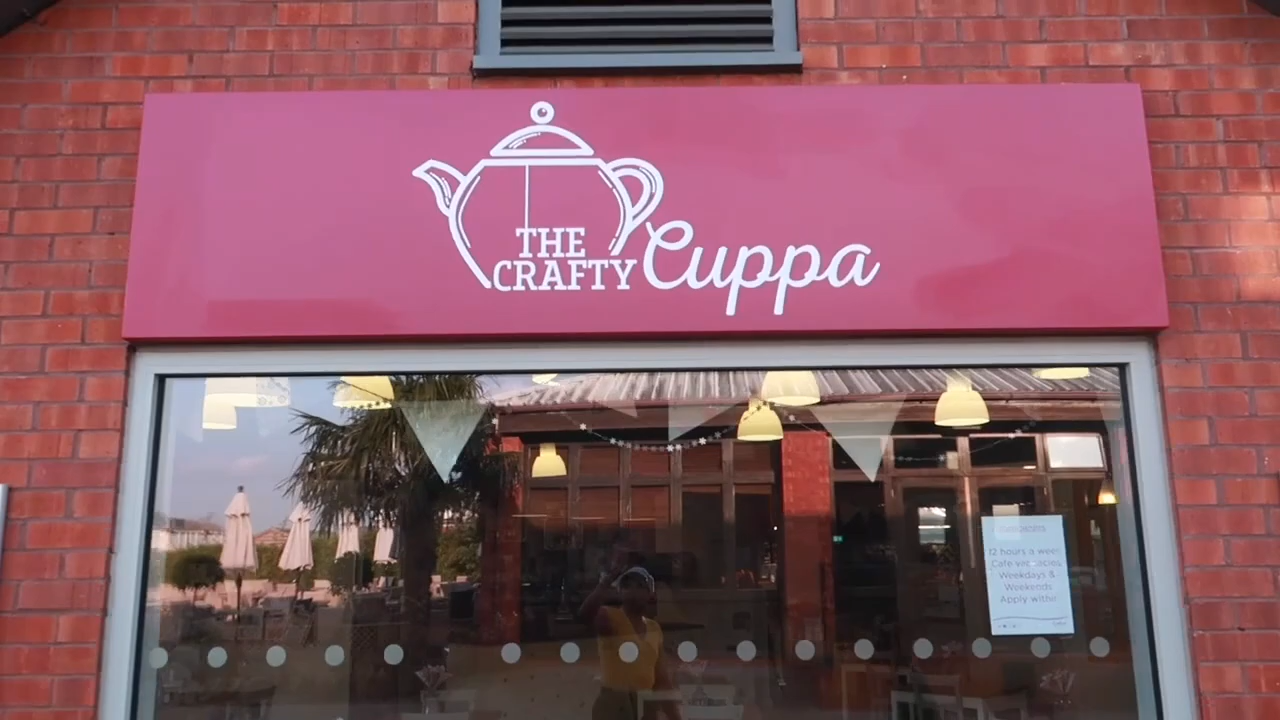 THE
CRAFTY Cuppa
12 hours a week
Cafe vacancies
Weekdays &
Weekends
Apply within